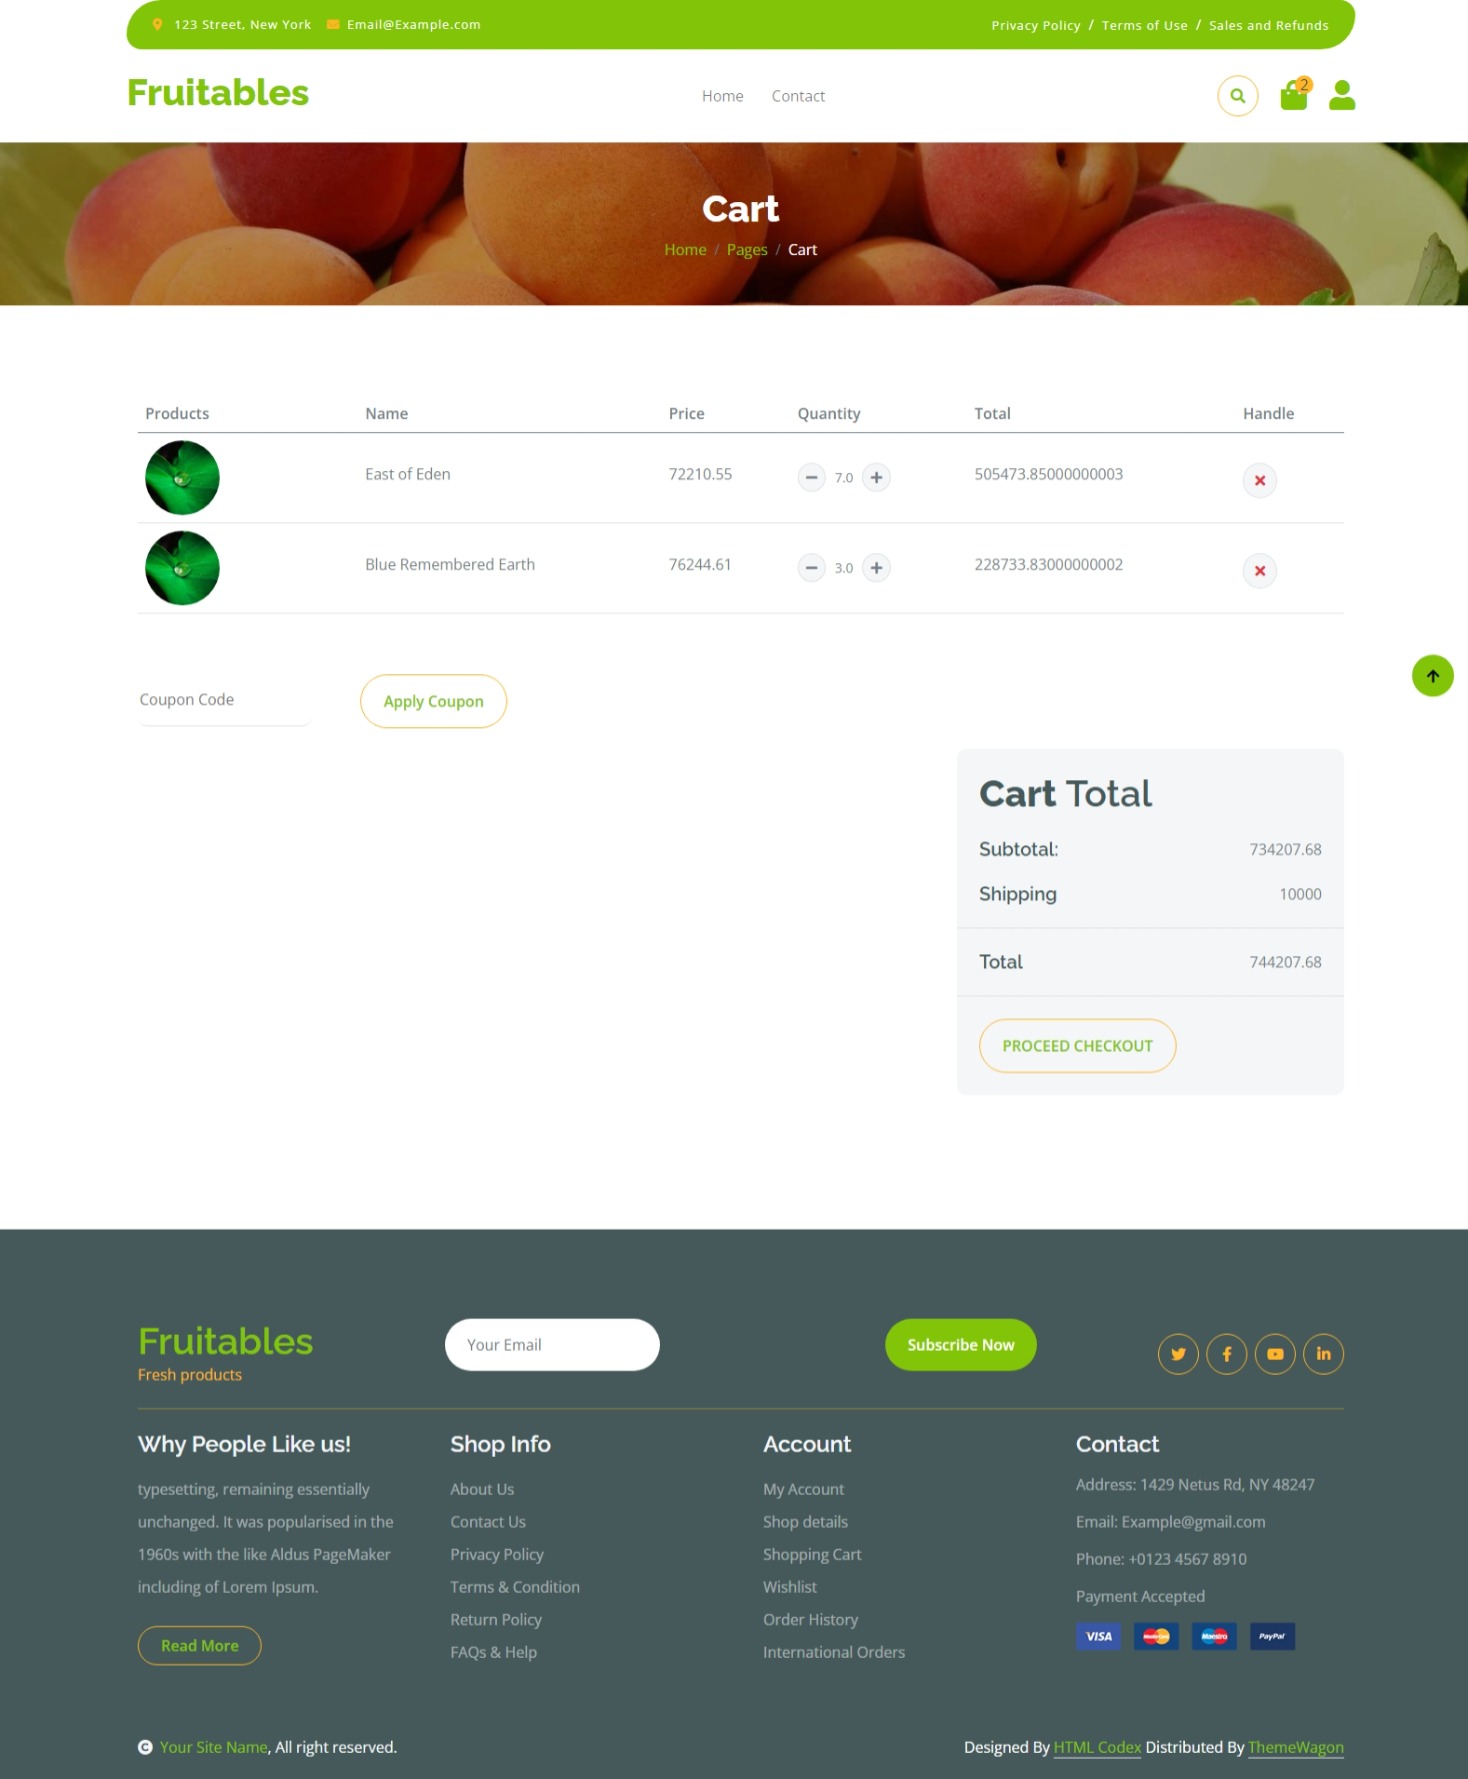 123 Street, New York Email@Example.com Privacy Policy / Terms of Use / Sales and Refunds
Fruitables Home Contact 2
Cart
Home / Pages / Cart
Products Name Price Quantity Total Handle
East of Eden 72210.55 7.0 505473.85000000003
Blue Remembered Earth 76244.61 3.0 228733.83000000002
Coupon Code Apply Coupon
Cart Total
Subtotal: 734207.68
Shipping 10000
Total 744207.68
PROCEED CHECKOUT
Fruitables
Fresh products
Your Email Subscribe Now
Why People Like us!
typesetting, remaining essentially
unchanged. It was popularised in the
1960s with the like Aldus PageMaker
including of Lorem Ipsum.
Read More
Shop Info
About Us
Contact Us
Privacy Policy
Terms & Condition
Return Policy
FAQs & Help
Account
My Account
Shop details
Shopping Cart
Wishlist
Order History
International Orders
Contact
Address: 1429 Netus Rd, NY 48247
Email: Example@gmail.com
Phone: +0123 4567 8910
Payment Accepted
VISA MasterCard Maestro PayPal
Your Site Name, All right reserved.
Designed By HTML Codex Distributed By ThemeWagon